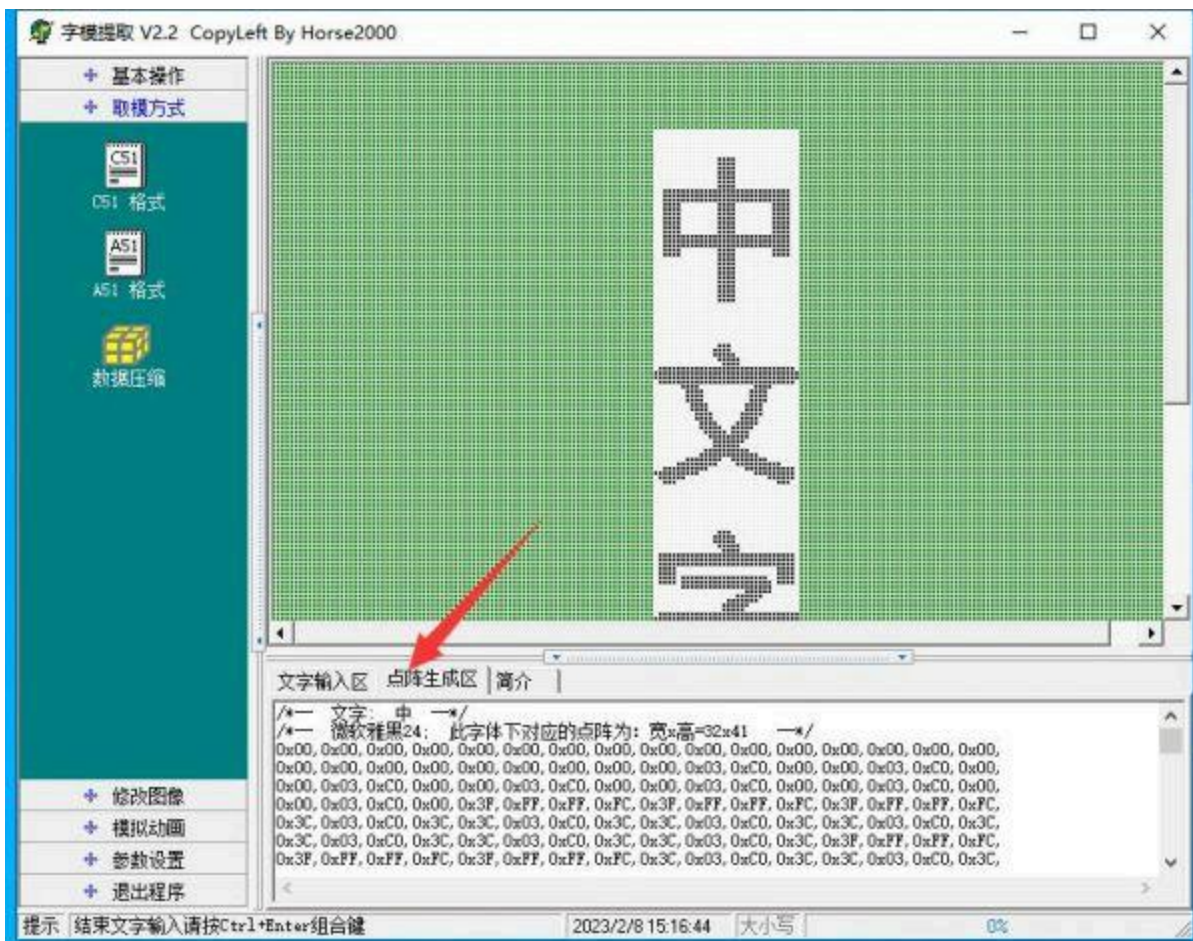 字模提取 V2.2 CopyLeft By Horse2000
基本操作
取模方式
C51
C51 格式
A51
A51 格式
数据压缩
修改图像
模拟动画
参数设置
退出程序
中
文
字
文字输入区 点阵生成区 简介
/*— 文字: 中 —*/
/*— 微软雅黑24; 此字体下对应的点阵为: 宽x高=32x41 —*/
0x00, 0x00, 0x00, 0x00, 0x00, 0x00, 0x00, 0x00, 0x00, 0x00, 0x00, 0x00, 0x00, 0x00, 0x00, 0x00,
0x00, 0x00, 0x00, 0x00, 0x00, 0x00, 0x00, 0x00, 0x00, 0x03, 0xC0, 0x00, 0x00, 0x03, 0xC0, 0x00,
0x00, 0x03, 0xC0, 0x00, 0x00, 0x03, 0xC0, 0x00, 0x00, 0x03, 0xC0, 0x00, 0x00, 0x03, 0xC0, 0x00,
0x00, 0x03, 0xC0, 0x00, 0x3F, 0xFF, 0xFF, 0xFC, 0x3F, 0xFF, 0xFF, 0xFC, 0x3F, 0xFF, 0xFF, 0xFC,
0x3C, 0x03, 0xC0, 0x3C, 0x3C, 0x03, 0xC0, 0x3C, 0x3C, 0x03, 0xC0, 0x3C, 0x3C, 0x03, 0xC0, 0x3C,
0x3C, 0x03, 0xC0, 0x3C, 0x3C, 0x03, 0xC0, 0x3C, 0x3C, 0x03, 0xC0, 0x3C, 0x3F, 0xFF, 0xFF, 0xFC,
0x3F, 0xFF, 0xFF, 0xFC, 0x3F, 0xFF, 0xFF, 0xFC, 0x3C, 0x03, 0xC0, 0x3C, 0x3C, 0x03, 0xC0, 0x3C,
提示 结束文字输入请按Ctrl+Enter组合键 2023/2/8 15:16:44 大小写 0%